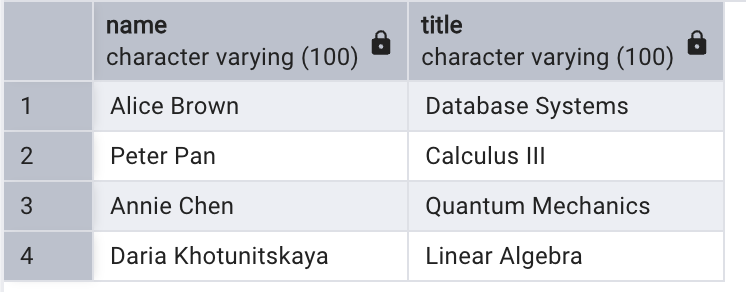 name title
character varying (100) character varying (100)
1 Alice Brown Database Systems
2 Peter Pan Calculus III
3 Annie Chen Quantum Mechanics
4 Daria Khotunitskaya Linear Algebra